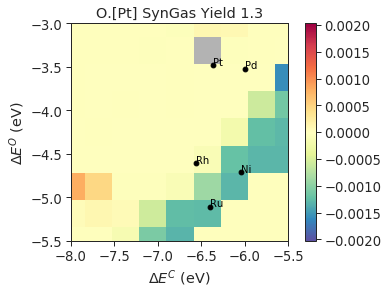 O.[Pt] SynGas Yield 1.3
−3.0
−3.5
−4.0
−4.5
−5.0
−5.5
ΔE^O (eV)
Pt
Pd
Rh
Ni
Ru
−8.0 −7.5 −7.0 −6.5 −6.0 −5.5
ΔE^C (eV)
0.0020
0.0015
0.0010
0.0005
0.0000
−0.0005
−0.0010
−0.0015
−0.0020